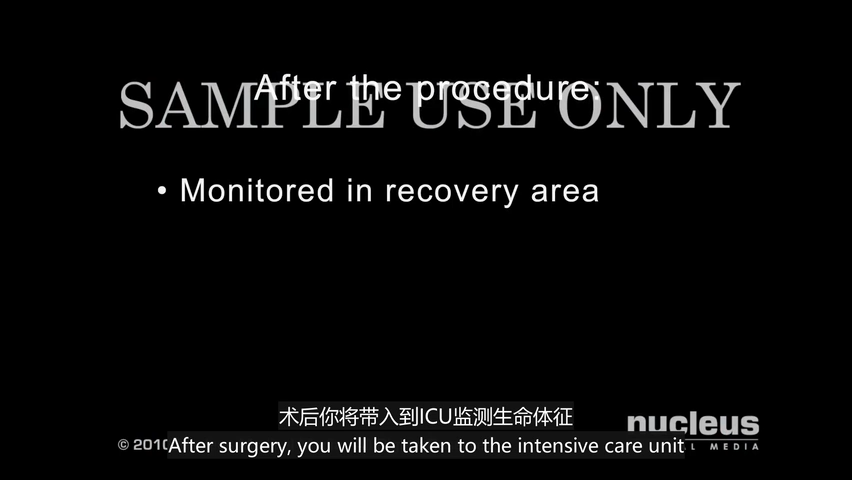 After the procedure:
SAMPLE USE ONLY
• Monitored in recovery area
术后你将带入到ICU监测生命体征
nucleus
L MEDIA
© 2010
After surgery, you will be taken to the intensive care unit